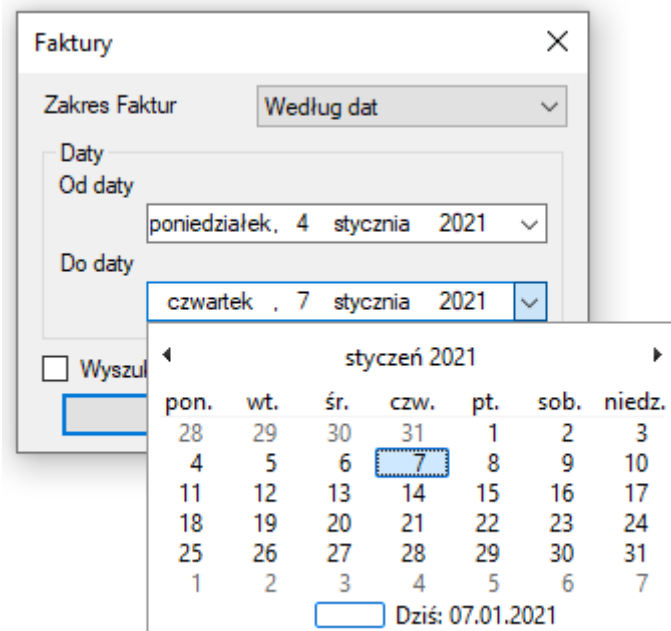 Faktury
Zakres Faktur Według dat
Daty
Od daty
poniedziałek, 4 stycznia 2021
Do daty
czwartek , 7 stycznia 2021
styczeń 2021
pon. wt. śr. czw. pt. sob. niedz.
28 29 30 31 1 2 3
4 5 6 7 8 9 10
11 12 13 14 15 16 17
18 19 20 21 22 23 24
25 26 27 28 29 30 31
1 2 3 4 5 6 7
Dziś: 07.01.2021